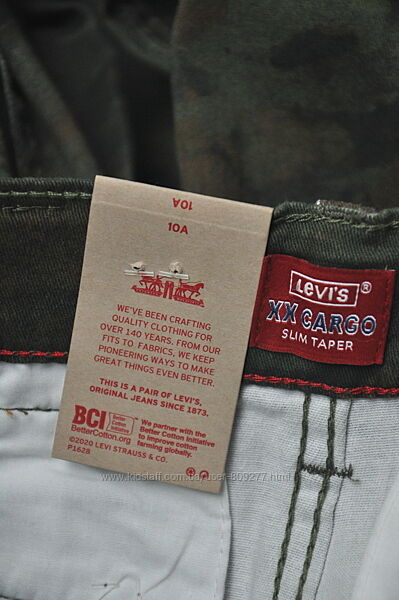 10A
10A
WE'VE BEEN CRAFTING
QUALITY CLOTHING FOR
OVER 140 YEARS. FROM OUR
FITS TO FABRICS, WE KEEP
PIONEERING WAYS TO MAKE
GREAT THINGS EVEN BETTER.
THIS IS A PAIR OF LEVI'S,
ORIGINAL JEANS SINCE 1873.
BCI
Better
Cotton
Initiative
BetterCotton.org
We partner with the
Better Cotton Initiative
to improve cotton
farming globally.
©2020 LEVI STRAUSS & CO.
P1628
LEVI'S ®
XX CARGO
SLIM TAPER